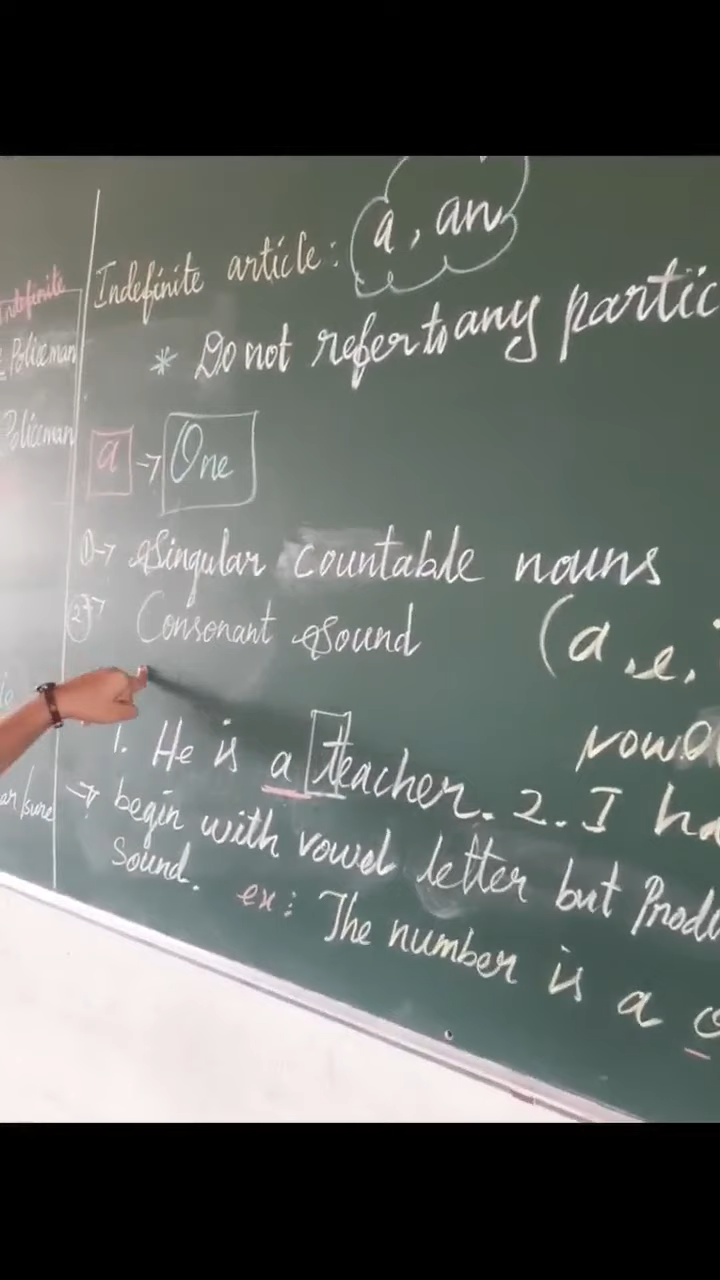 Indefinite article : a, an
* Do not refer to any partic
a → One
1) → Singular countable nouns
2) → Consonant Sound (a, e,
1. He is a teacher. 2. I ha
→ begin with vowel letter but Produ
Sound. ex: The number is a
Indefinite
Policeman
Policeman